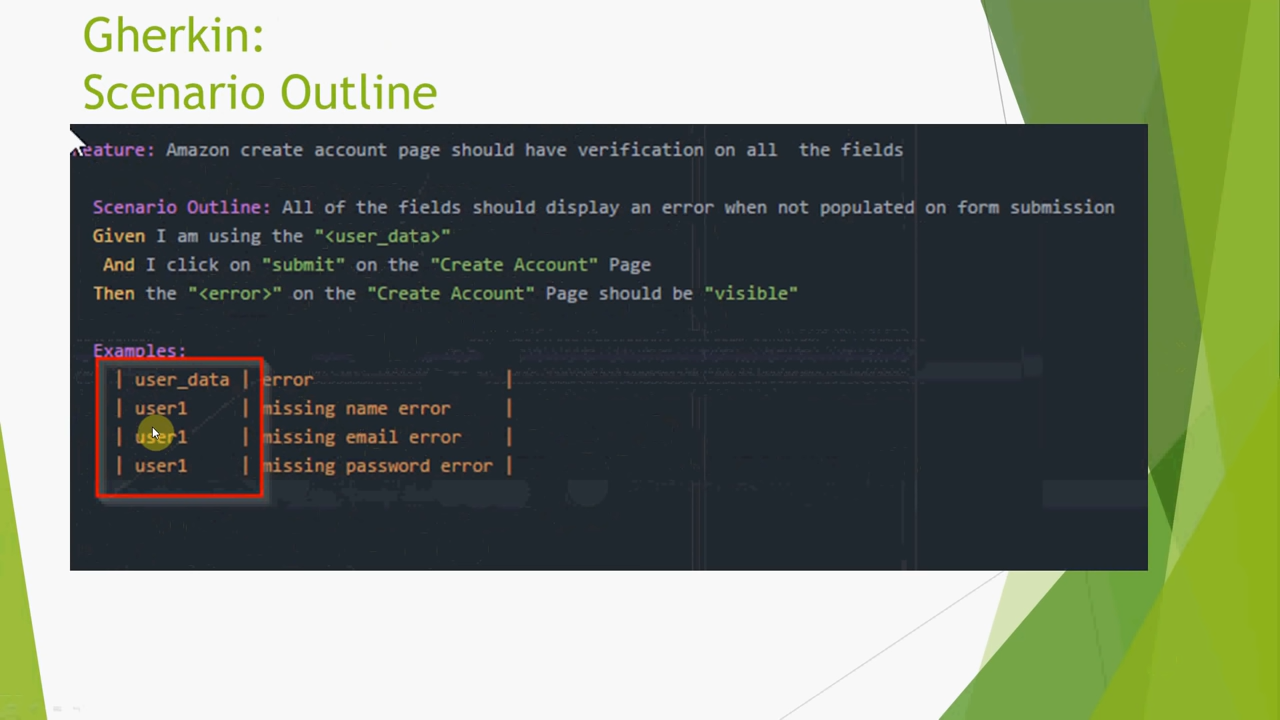 Gherkin:
Scenario Outline
eature: Amazon create account page should have verification on all  the fields
Scenario Outline: All of the fields should display an error when not populated on form submission
Given I am using the "<user_data>"
And I click on "submit" on the "Create Account" Page
Then the "<error>" on the "Create Account" Page should be "visible"
Examples:
| user_data | error |
| user1 | missing name error |
| user1 | missing email error |
| user1 | missing password error |